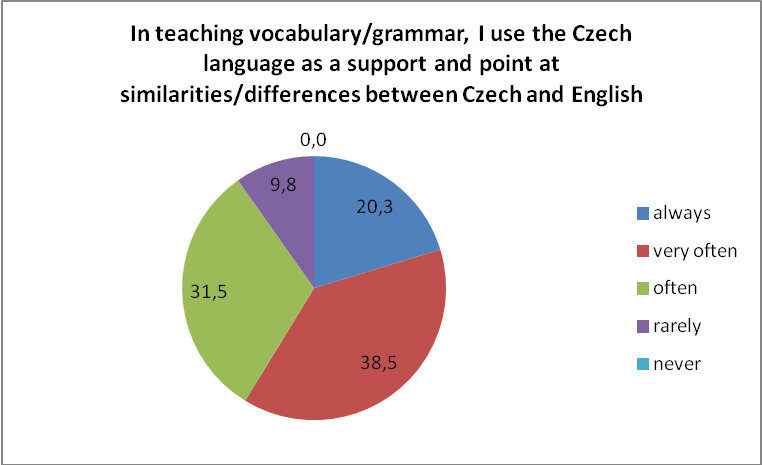 In teaching vocabulary/grammar, I use the Czech
language as a support and point at
similarities/differences between Czech and English
0,0
9,8
20,3
31,5
38,5
always
very often
often
rarely
never